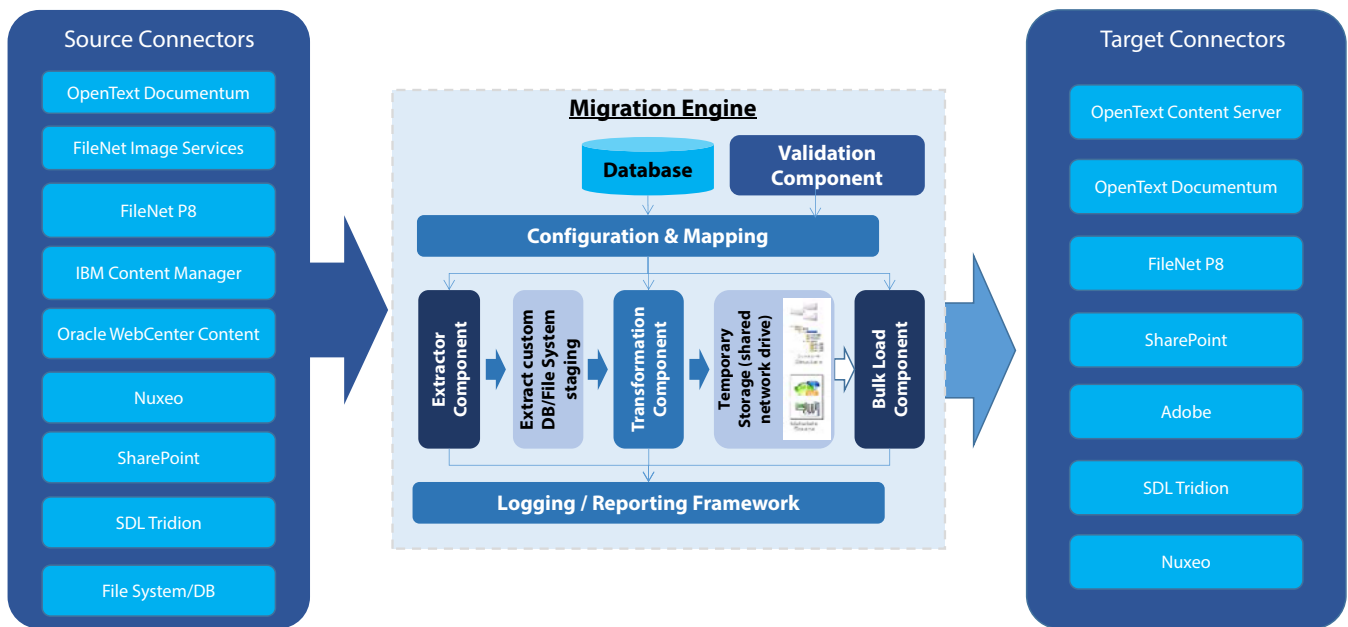 Source Connectors
OpenText Documentum
FileNet Image Services
FileNet P8
IBM Content Manager
Oracle WebCenter Content
Nuxeo
SharePoint
SDL Tridion
File System/DB
Migration Engine
Database
Validation
Component
Configuration & Mapping
Extractor
Component
Extract custom
DB/File System
staging
Transformation
Component
Temporary
Storage (shared
network drive)
Bulk Load
Component
Logging / Reporting Framework
Target Connectors
OpenText Content Server
OpenText Documentum
FileNet P8
SharePoint
Adobe
SDL Tridion
Nuxeo